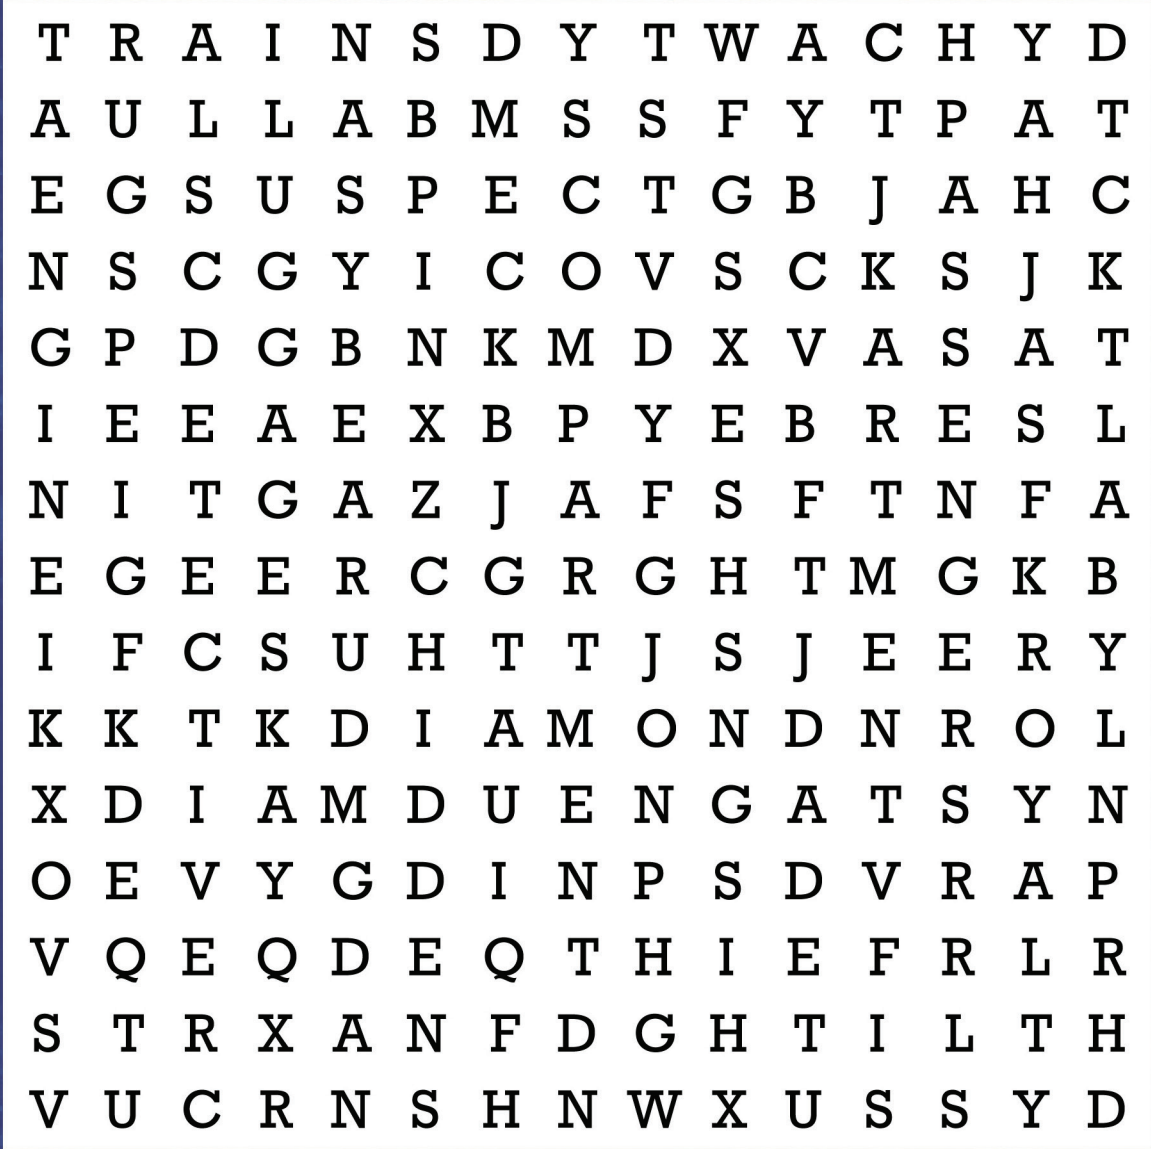 T R A I N S D Y T W A C H Y D
A U L L A B M S S F Y T P A T
E G S U S P E C T G B J A H C
N S C G Y I C O V S C K S J K
G P D G B N K M D X V A S A T
I E E A E X B P Y E B R E S L
N I T G A Z J A F S F T N F A
E G E E R C G R G H T M G K B
I F C S U H T T J S J E E R Y
K K T K D I A M O N D N R O L
X D I A M D U E N G A T S Y N
O E V Y G D I N P S D V R A P
V Q E Q D E Q T H I E F R L R
S T R X A N F D G H T I L T H
V U C R N S H N W X U S S Y D